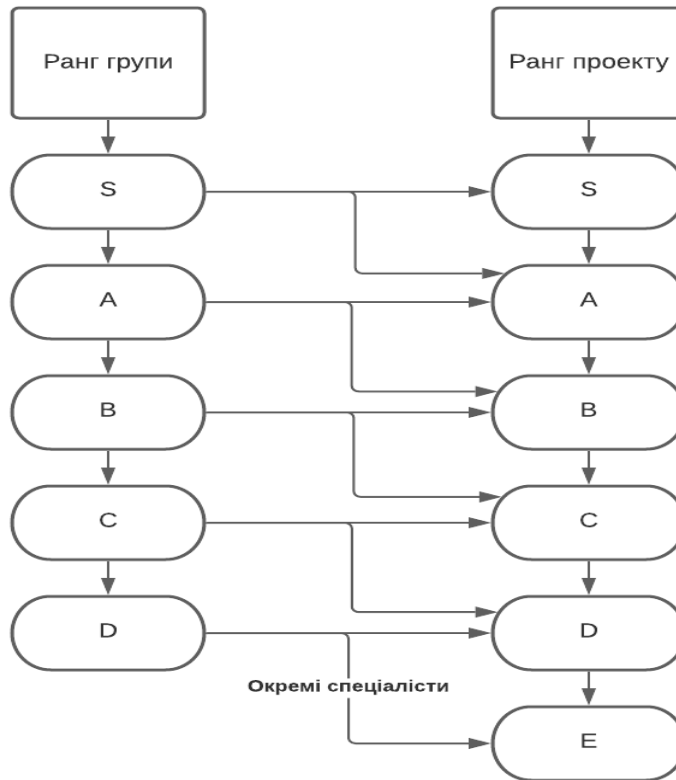 Ранг групи
Ранг проекту
S
S
A
A
B
B
C
C
D
D
Окремі спеціалісти
E